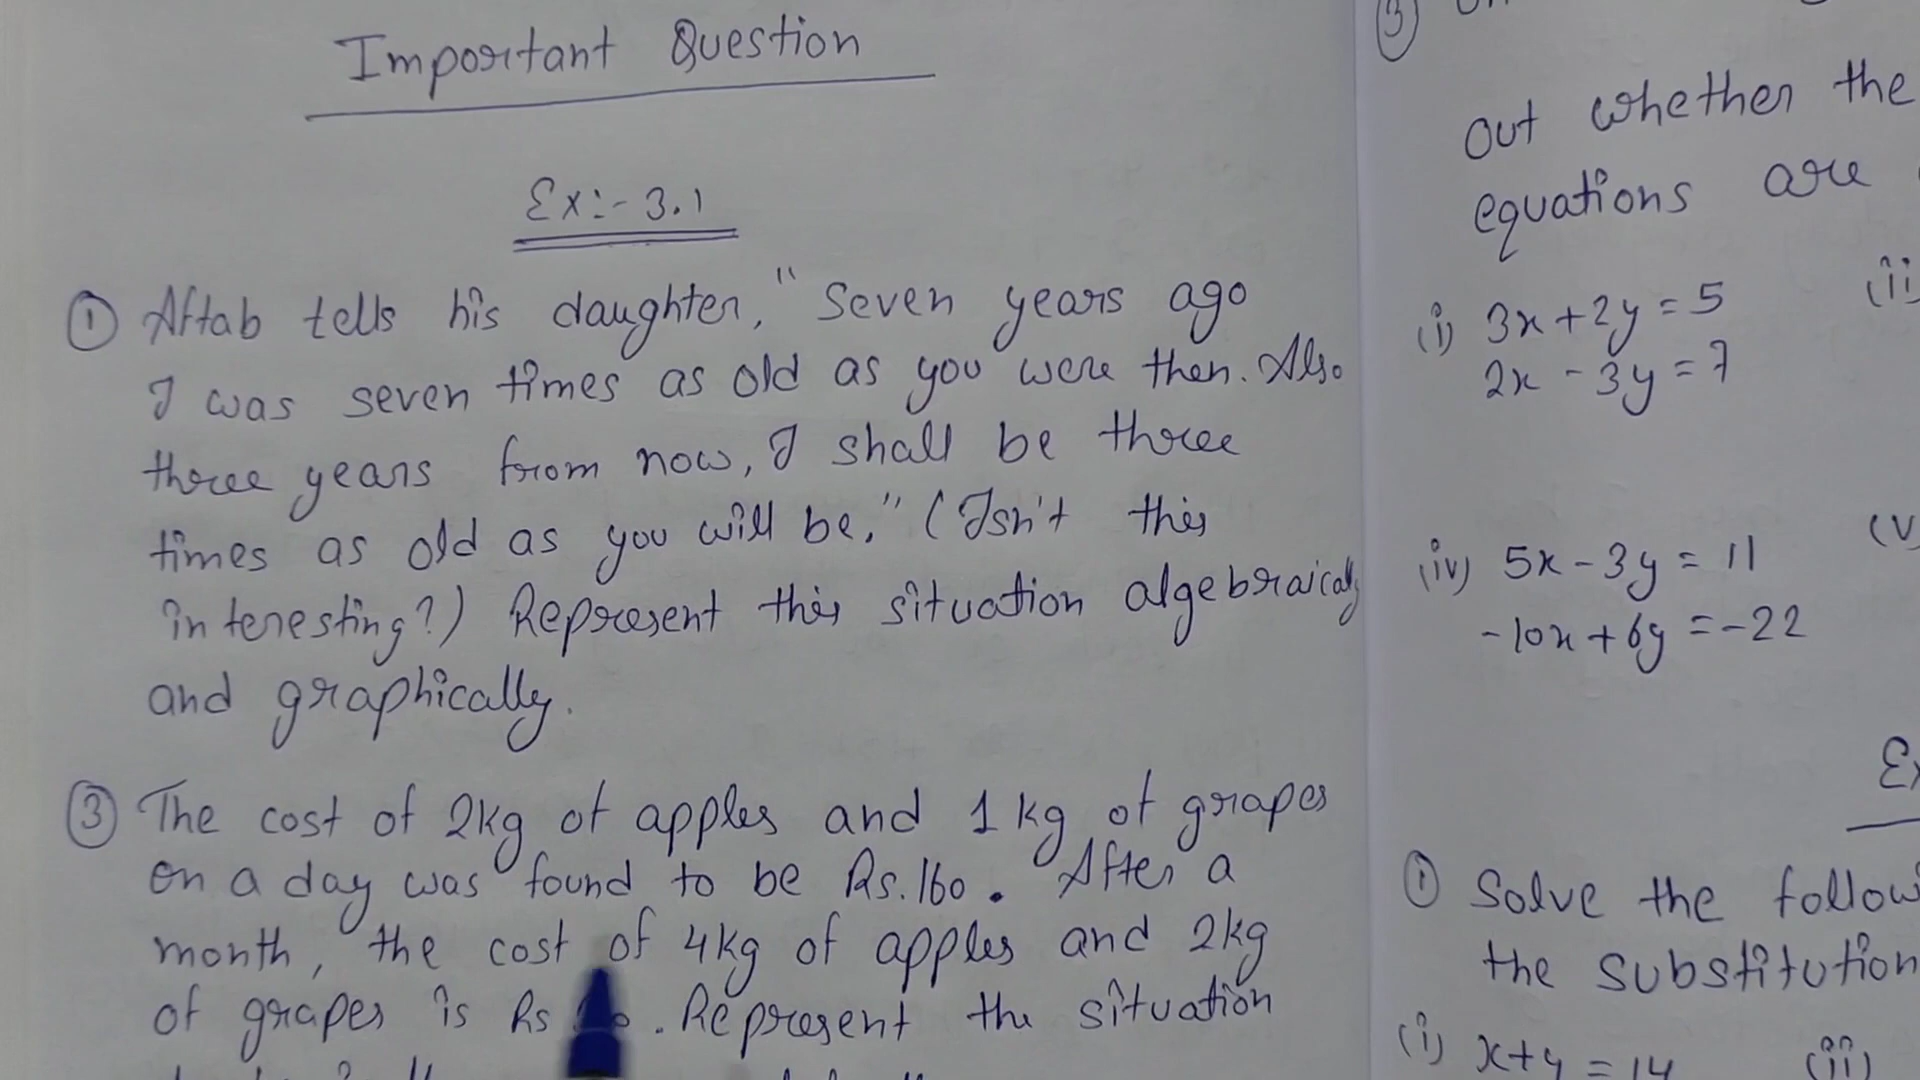 Important Question
Ex:- 3.1
① Aftab tells his daughter, "Seven years ago
I was seven times as old as you were then. Also
three years from now, I shall be three
times as old as you will be." (Isn't this
interesting?) Represent this situation algebraically
and graphically.
③ The cost of 2kg of apples and 1 kg of grapes
on a day was found to be Rs. 160. After a
month, the cost of 4kg of apples and 2kg
of grapes is Rs . Represent the situation
③
out whether the
equations are
(i) 3x+2y=5
2x-3y=7
(ii
(iv) 5x-3y=11
-10x+6y=-22
(v
Ex
① Solve the follow
the substitution
(i) x+y=14
(ii)